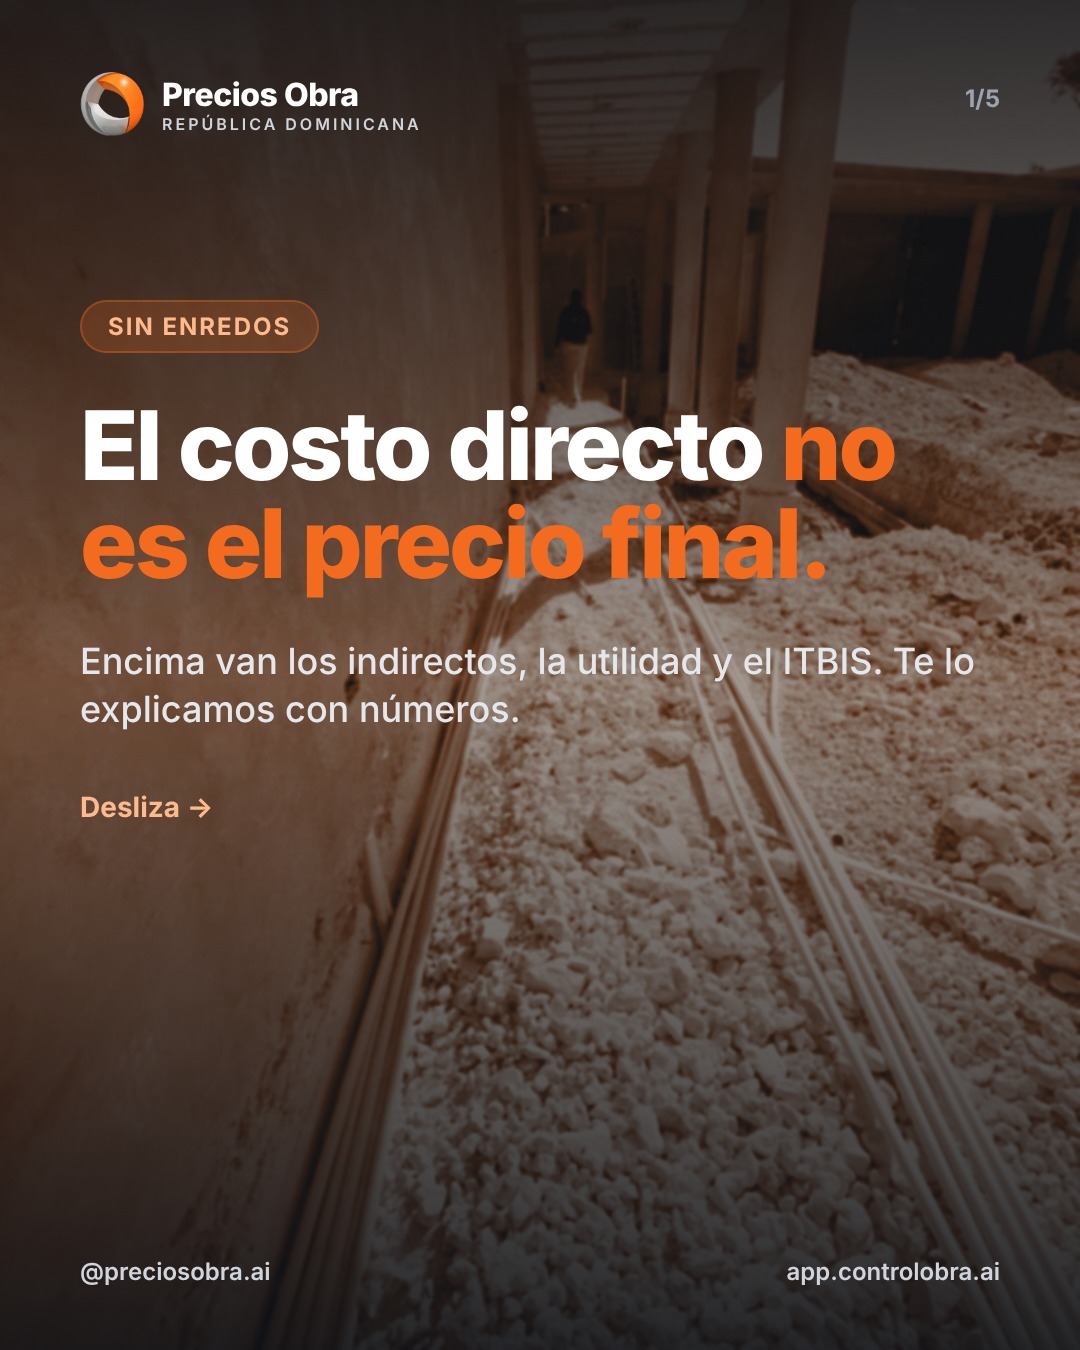 Precios Obra
REPÚBLICA DOMINICANA
1/5
SIN ENREDOS
El costo directo no
es el precio final.
Encima van los indirectos, la utilidad y el ITBIS. Te lo
explicamos con números.
Desliza →
@preciosobra.ai
app.controlobra.ai